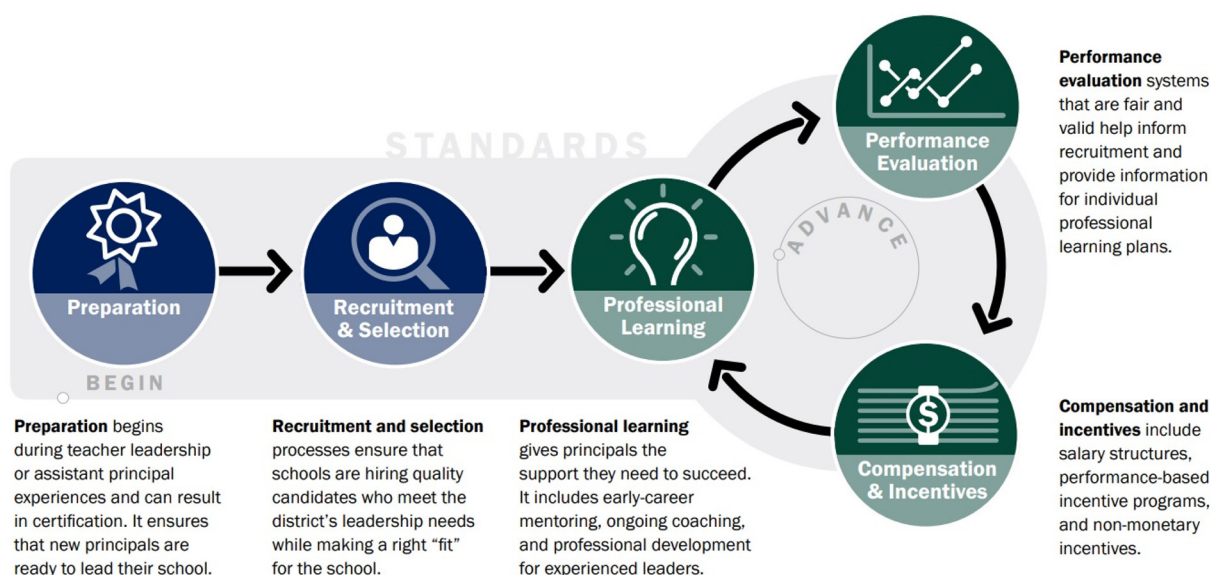 STANDARDS
Preparation
BEGIN
Recruitment
& Selection
Professional
Learning
ADVANCE
Performance
Evaluation
$
Compensation
& Incentives
Preparation begins
during teacher leadership
or assistant principal
experiences and can result
in certification. It ensures
that new principals are
ready to lead their school.
Recruitment and selection
processes ensure that
schools are hiring quality
candidates who meet the
district’s leadership needs
while making a right “fit”
for the school.
Professional learning
gives principals the
support they need to succeed.
It includes early-career
mentoring, ongoing coaching,
and professional development
for experienced leaders.
Performance
evaluation systems
that are fair and
valid help inform
recruitment and
provide information
for individual
professional
learning plans.
Compensation and
incentives include
salary structures,
performance-based
incentive programs,
and non-monetary
incentives.